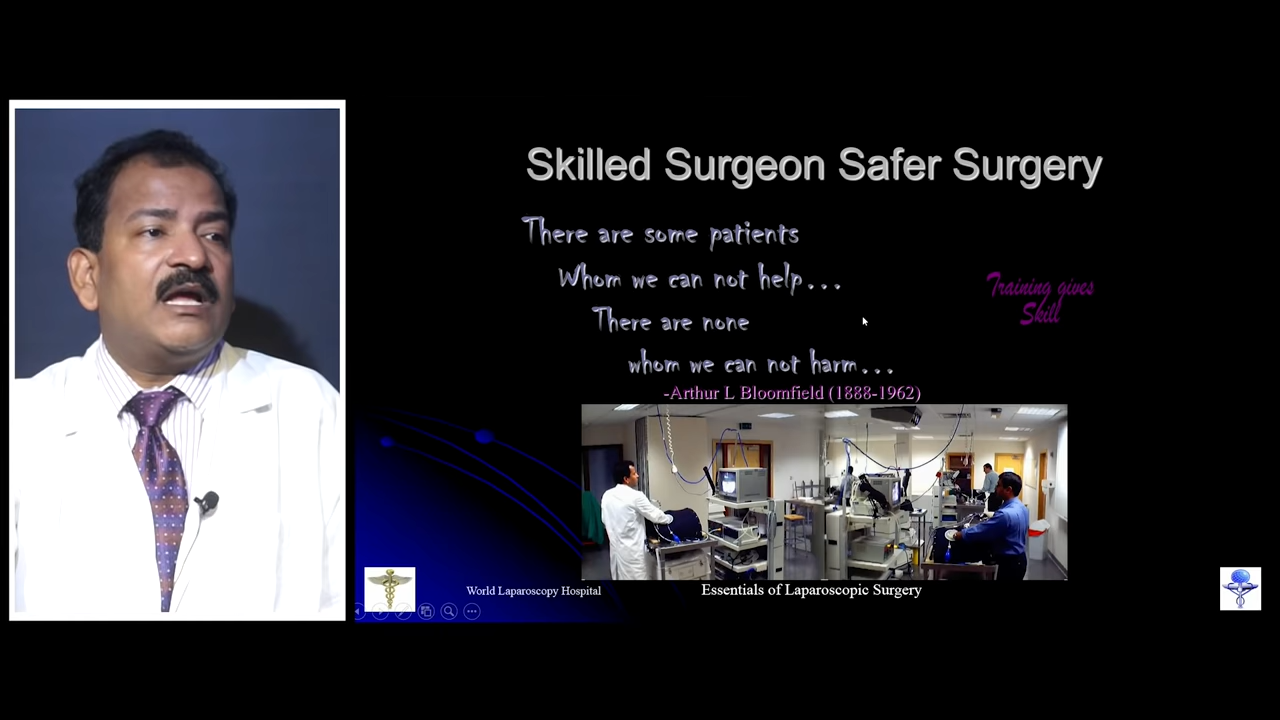 Skilled Surgeon Safer Surgery
There are some patients
Whom we can not help...
There are none
whom we can not harm...
-Arthur L Bloomfield (1888-1962)
Training gives
Skill
World Laparoscopy Hospital
Essentials of Laparoscopic Surgery